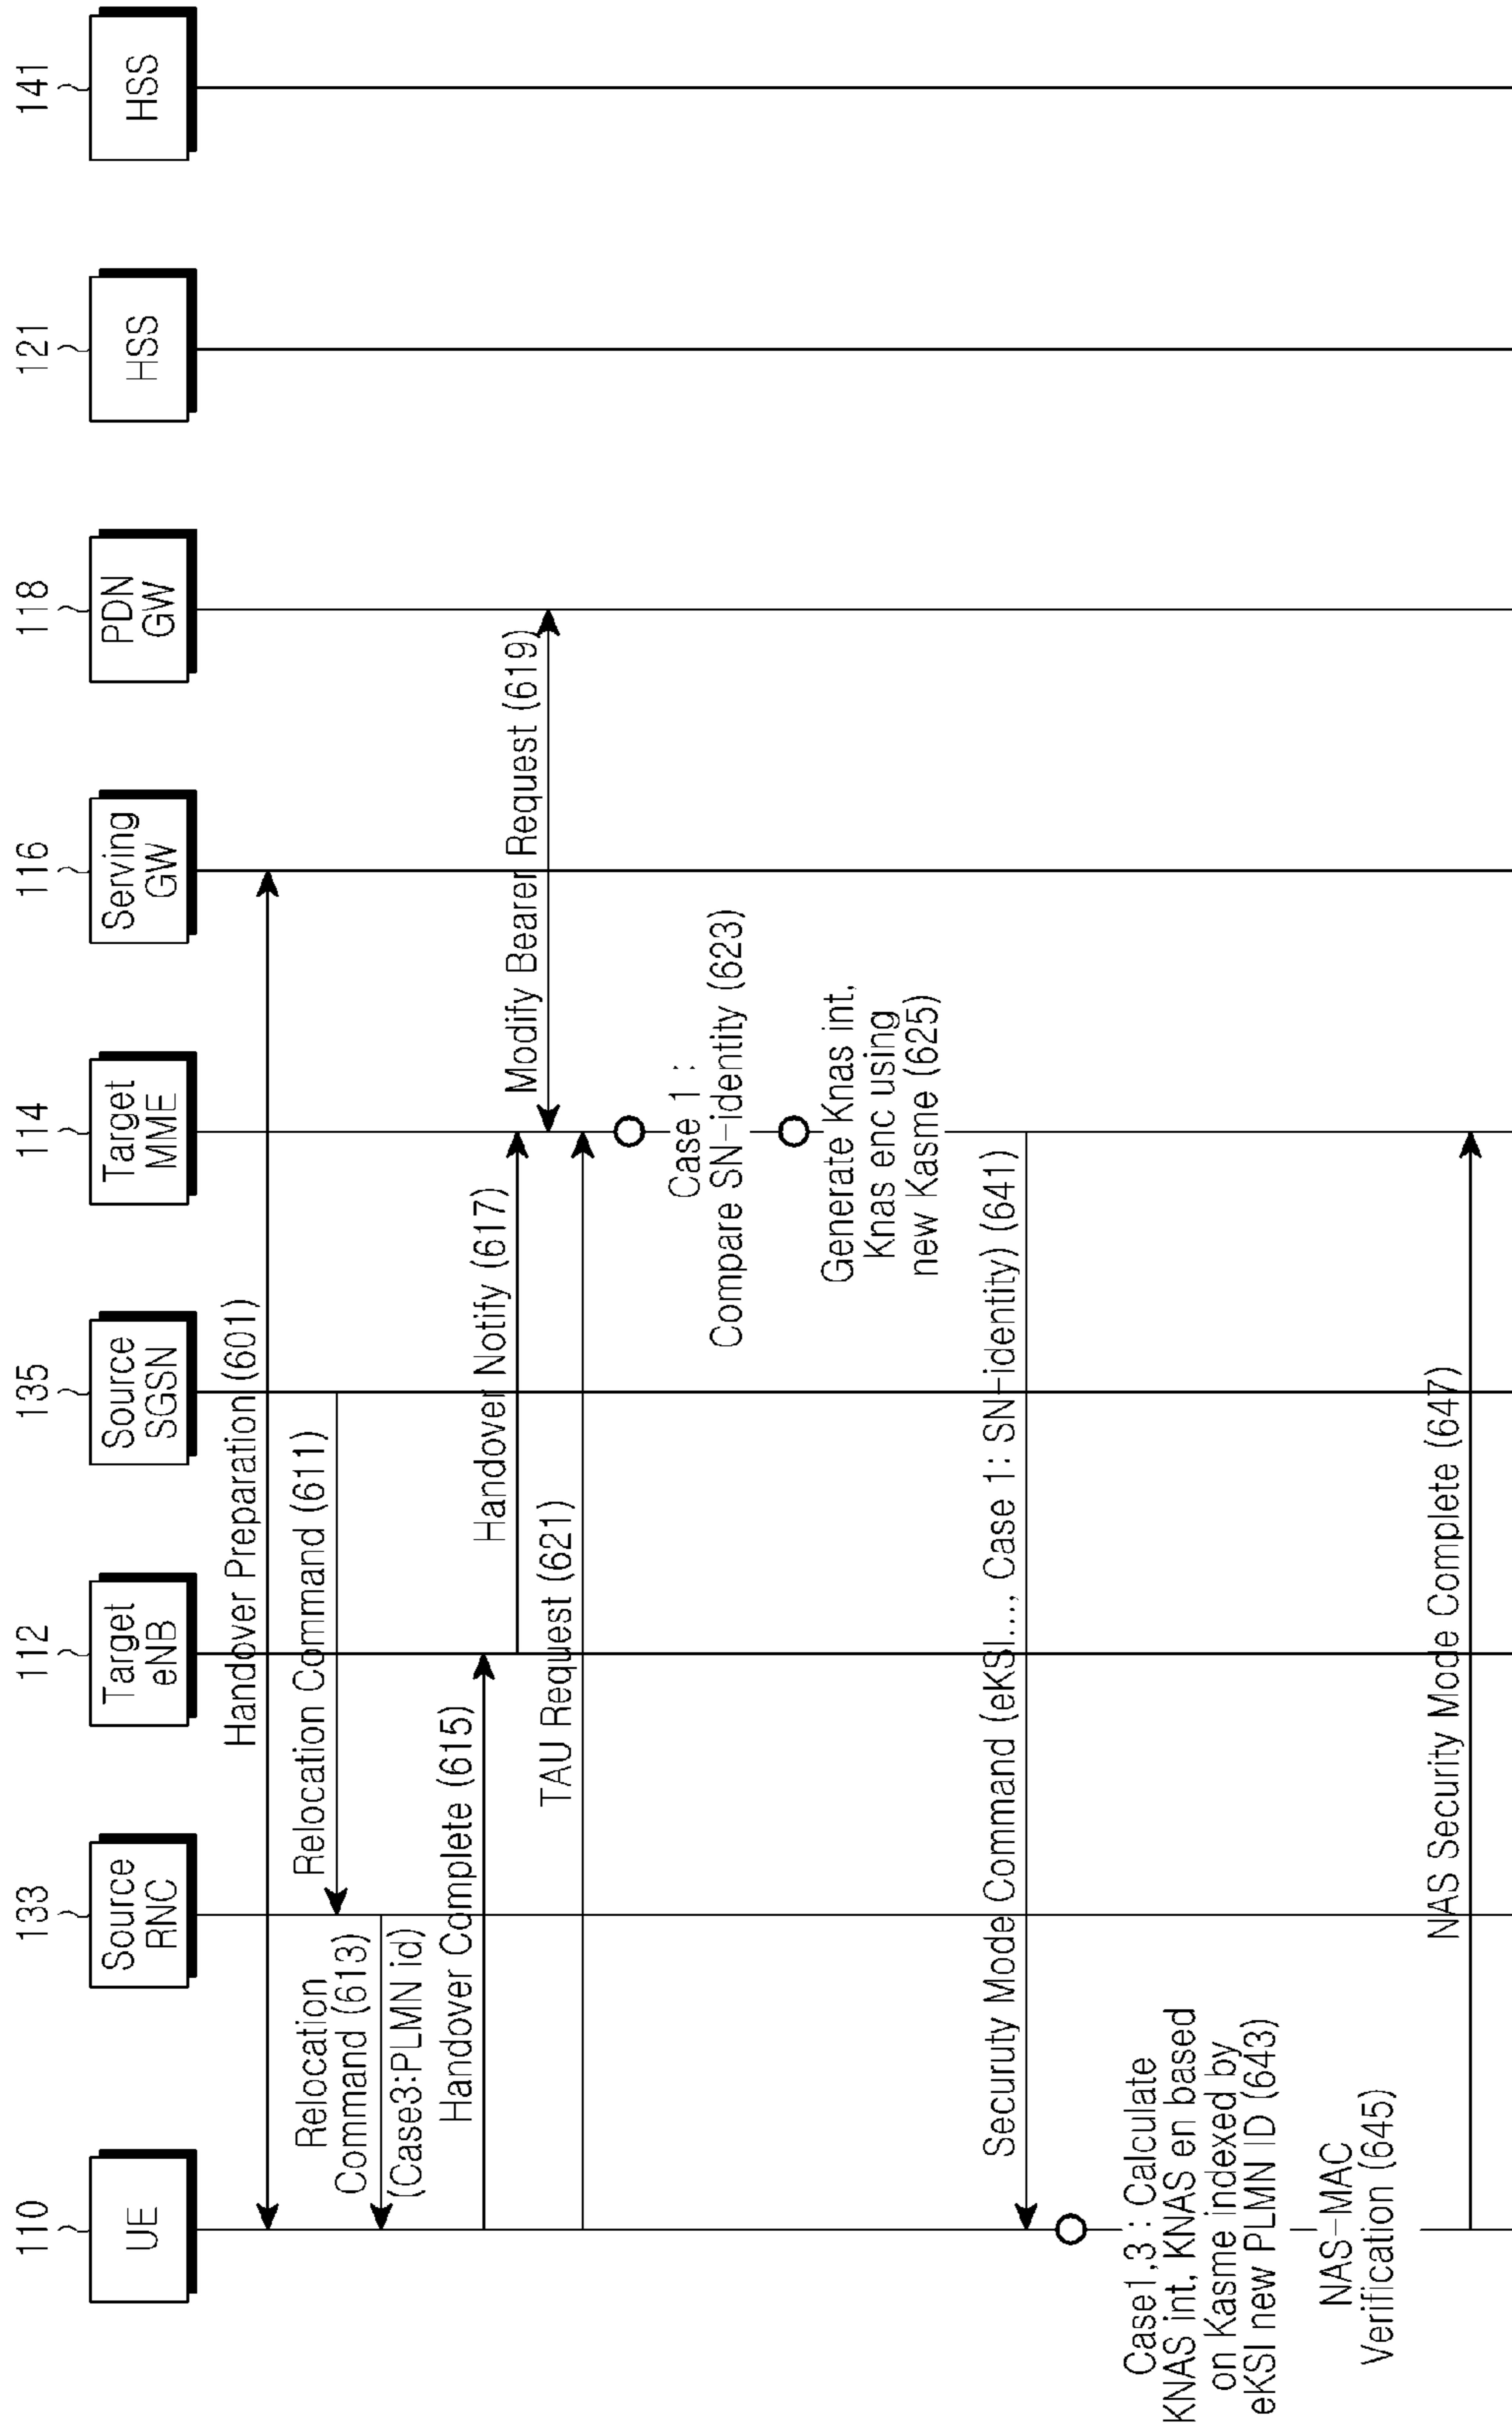 110
133
112
135
114
116
118
121
141
UE
Source
RNC
Target
eNB
Source
SGSN
Target
MME
Serving
GW
PDN
GW
HSS
HSS
Handover Preparation (601)
Relocation Command (611)
Relocation
Command (613)
(Case3:PLMN id)
Handover Complete (615)
Handover Notify (617)
Modify Bearer Request (619)
TAU Request (621)
Case 1 :
Compare SN-identity (623)
Generate Knas int,
Knas enc using
new Kasme (625)
Securuty Mode Command (eKSI..., Case 1: SN-identity) (641)
Case1,3 : Calculate
KNAS int, KNAS en based
on Kasme indexed by
eKSI new PLMN ID (643)
NAS-MAC
Verification (645)
NAS Security Mode Complete (647)